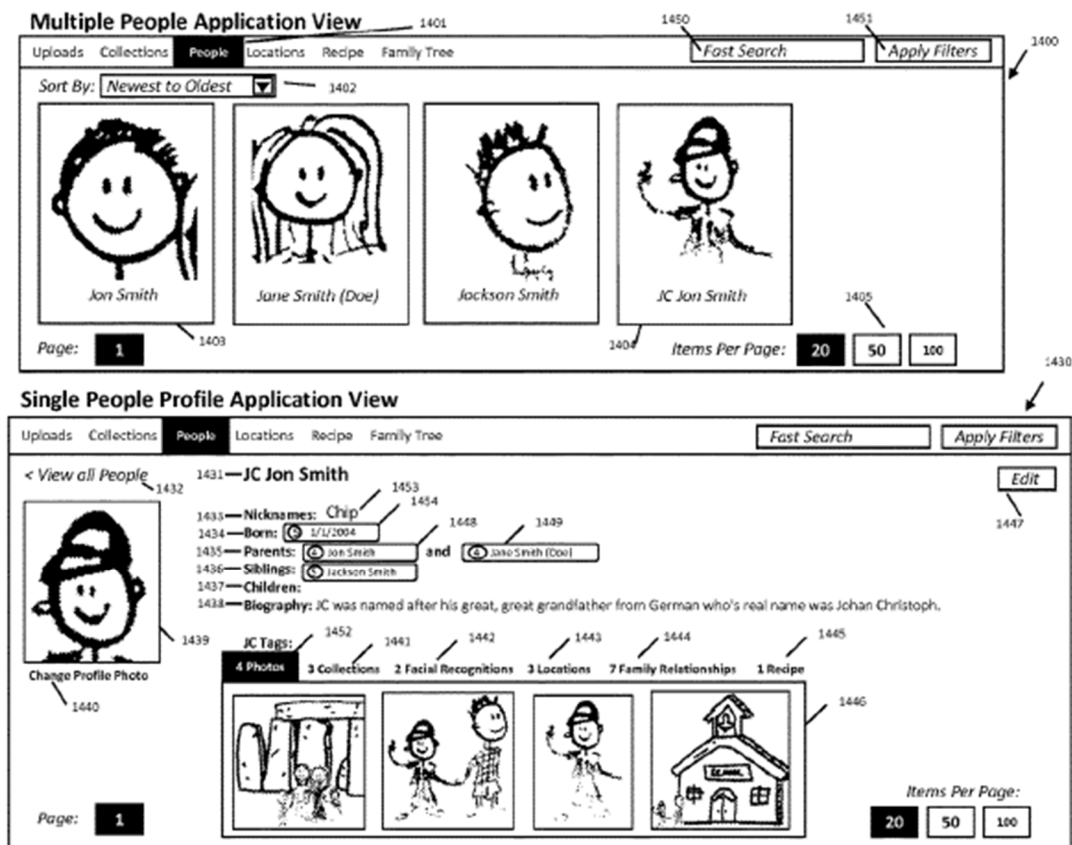 Multiple People Application View
1401
1450
1451
1400
Uploads Collections People Locations Recipe Family Tree Fast Search Apply Filters
Sort By: Newest to Oldest 1402
Jon Smith Jane Smith (Doe) Jackson Smith JC Jon Smith
1403
1404
1405
Page: 1 Items Per Page: 20 50 100
1430
Single People Profile Application View
Uploads Collections People Locations Recipe Family Tree Fast Search Apply Filters
< View all People 1431 JC Jon Smith Edit
1432
1447
1453
1454
1433 Nicknames: Chip
1434 Born: 1/1/2004
1448
1449
1435 Parents: Jon Smith and Jane Smith (Doe)
1436 Siblings: Jackson Smith
1437 Children:
1438 Biography: JC was named after his great, great grandfather from German who's real name was Johan Christoph.
1439
Change Profile Photo
1440
JC Tags: 1452 1441 1442 1443 1444 1445
4 Photos 3 Collections 2 Facial Recognitions 3 Locations 7 Family Relationships 1 Recipe
1446
Items Per Page:
Page: 1 20 50 100